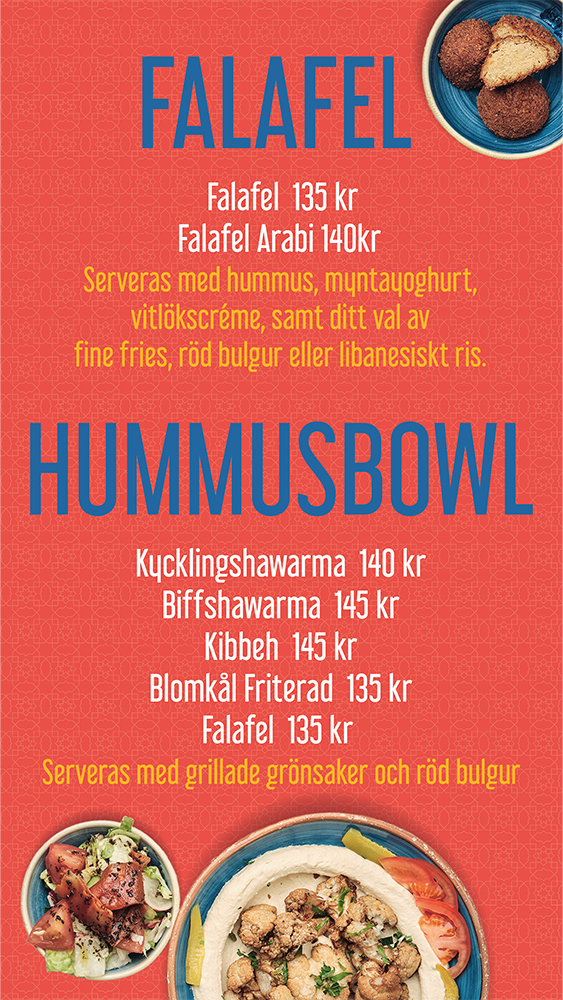 FALAFEL
Falafel 135 kr
Falafel Arabi 140kr
Serveras med hummus, myntayoghurt,
vitlökscréme, samt ditt val av
fine fries, röd bulgur eller libanesiskt ris.
HUMMUSBOWL
Kycklingshawarma 140 kr
Biffshawarma 145 kr
Kibbeh 145 kr
Blomkål Friterad 135 kr
Falafel 135 kr
Serveras med grillade grönsaker och röd bulgur